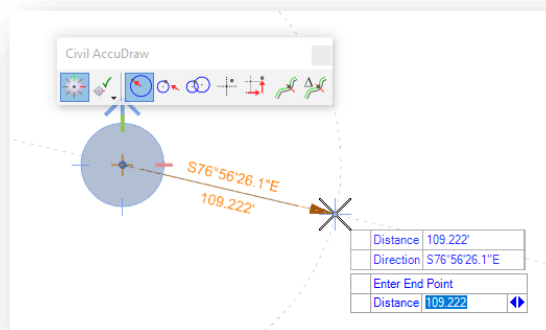 Civil AccuDraw
S76°56'26.1"E
109.222'
Distance 109.222'
Direction S76°56'26.1"E
Enter End Point
Distance 109.222